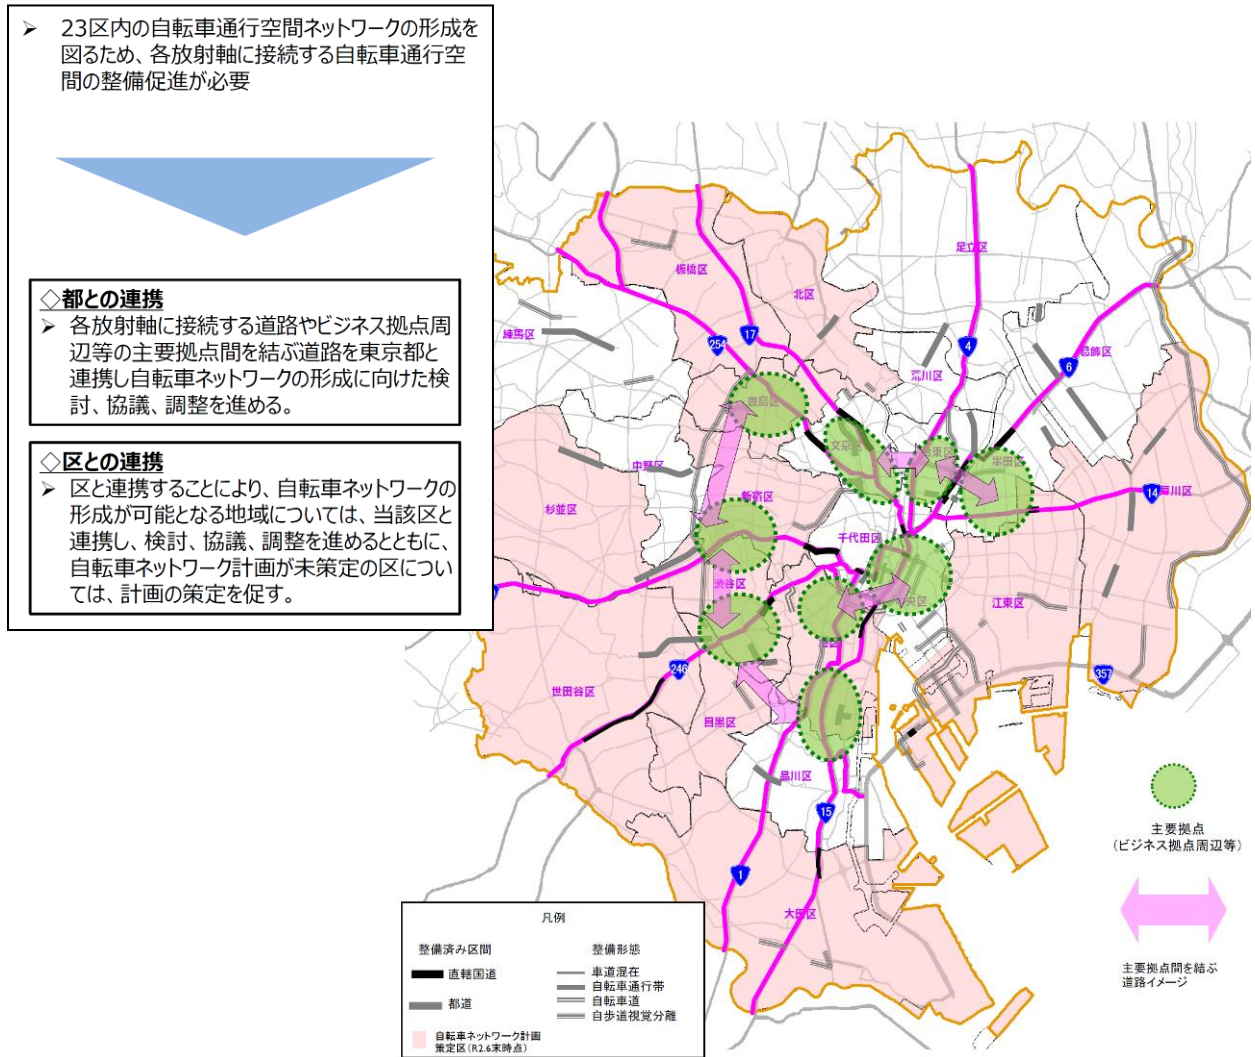 ➢ 23区内の自転車通行空間ネットワークの形成を
図るため、各放射軸に接続する自転車通行空
間の整備促進が必要
◇都との連携
➢ 各放射軸に接続する道路やビジネス拠点周
辺等の主要拠点間を結ぶ道路を東京都と
連携し自転車ネットワークの形成に向けた検
討、協議、調整を進める。
◇区との連携
➢ 区と連携することにより、自転車ネットワークの
形成が可能となる地域については、当該区と
連携し、検討、協議、調整を進めるとともに、
自転車ネットワーク計画が未策定の区につい
ては、計画の策定を促す。
足立区
板橋区
北区
練馬区
17
254
4
6
葛飾区
荒川区
豊島区
文京区
台東区
墨田区
中野区
新宿区
杉並区
14
江戸川区
千代田区
渋谷区
中央区
江東区
港区
246
357
世田谷区
目黒区
品川区
15
1
大田区
主要拠点
(ビジネス拠点周辺等)
主要拠点間を結ぶ
道路イメージ
凡例
整備済み区間
整備形態
直轄国道
都道
車道混在
自転車通行帯
自転車道
自歩道視覚分離
自転車ネットワーク計画
策定区(R2.6末時点)